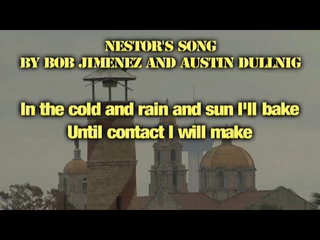 NESTOR'S SONG
BY BOB JIMENEZ AND AUSTIN DULLNIG
In the cold and rain and sun I'll bake
Until contact I will make